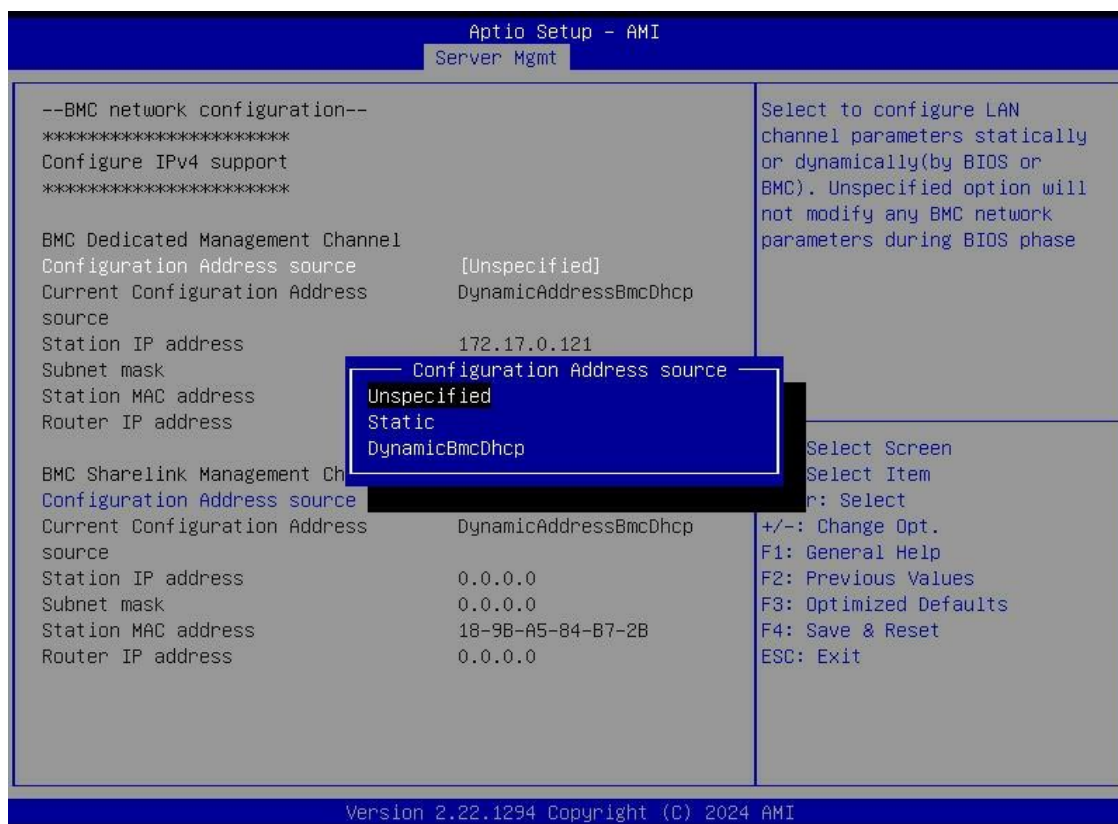 Aptio Setup – AMI
Server Mgmt
--BMC network configuration--
***********************
Configure IPv4 support
***********************
BMC Dedicated Management Channel
Configuration Address source [Unspecified]
Current Configuration Address DynamicAddressBmcDhcp
source
Station IP address 172.17.0.121
Subnet mask
Station MAC address
Router IP address
Configuration Address source
Unspecified
Static
DynamicBmcDhcp
BMC Sharelink Management Ch
Configuration Address source
Current Configuration Address DynamicAddressBmcDhcp
source
Station IP address 0.0.0.0
Subnet mask 0.0.0.0
Station MAC address 18-9B-A5-84-B7-2B
Router IP address 0.0.0.0
Select to configure LAN
channel parameters statically
or dynamically(by BIOS or
BMC). Unspecified option will
not modify any BMC network
parameters during BIOS phase
Select Screen
Select Item
r: Select
+/-: Change Opt.
F1: General Help
F2: Previous Values
F3: Optimized Defaults
F4: Save & Reset
ESC: Exit
Version 2.22.1294 Copyright (C) 2024 AMI